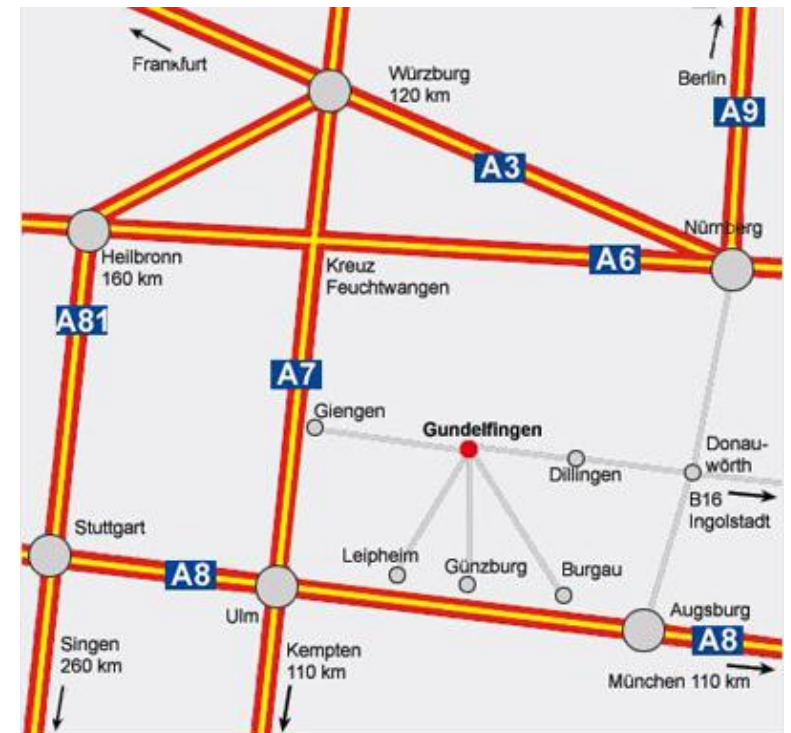 Frankfurt
Würzburg
120 km
Berlin
A9
A3
Nürnberg
Heilbronn
160 km
Kreuz
Feuchtwangen
A6
A81
A7
Giengen
Gundelfingen
Dillingen
Donau-
wörth
B16
Ingolstadt
Stuttgart
A8
Leipheim
Günzburg
Burgau
Ulm
Augsburg
A8
Singen
260 km
Kempten
110 km
München 110 km